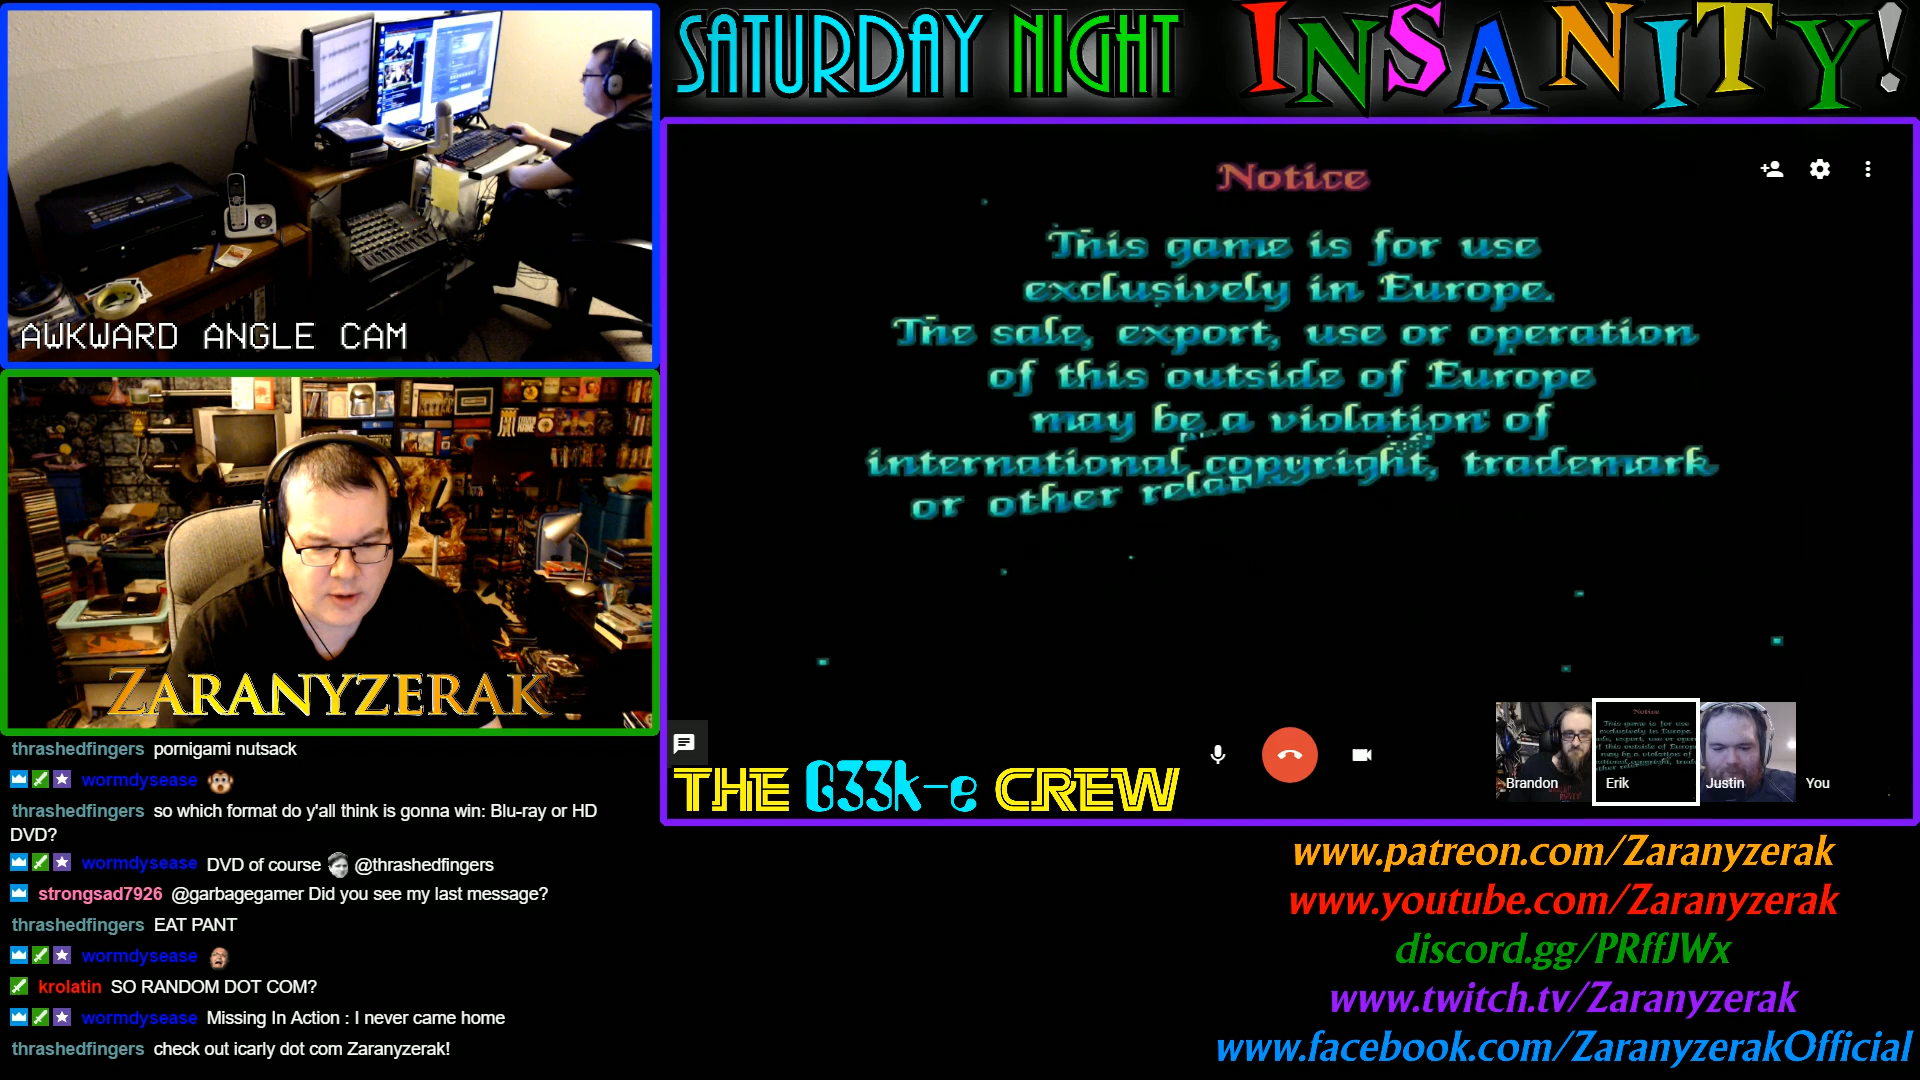 SATURDAY NIGHT INSANITY!
AWKWARD ANGLE CAM
ZARANYZERAK
Notice
This game is for use
exclusively in Europe.
The sale, export, use or operation
of this outside of Europe
may be a violation of
international copyright, trademark
or other
Brandon
Erik
Justin
You
THE G33k-e CREW
thrashedfingers pornigami nutsack
wormdysease
thrashedfingers so which format do y'all think is gonna win: Blu-ray or HD
DVD?
wormdysease DVD of course @thrashedfingers
strongsad7926 @garbagegamer Did you see my last message?
thrashedfingers EAT PANT
wormdysease
krolatin SO RANDOM DOT COM?
wormdysease Missing In Action : I never came home
thrashedfingers check out icarly dot com Zaranyzerak!
www.patreon.com/Zaranyzerak
www.youtube.com/Zaranyzerak
discord.gg/PRffJWx
www.twitch.tv/Zaranyzerak
www.facebook.com/ZaranyzerakOfficial